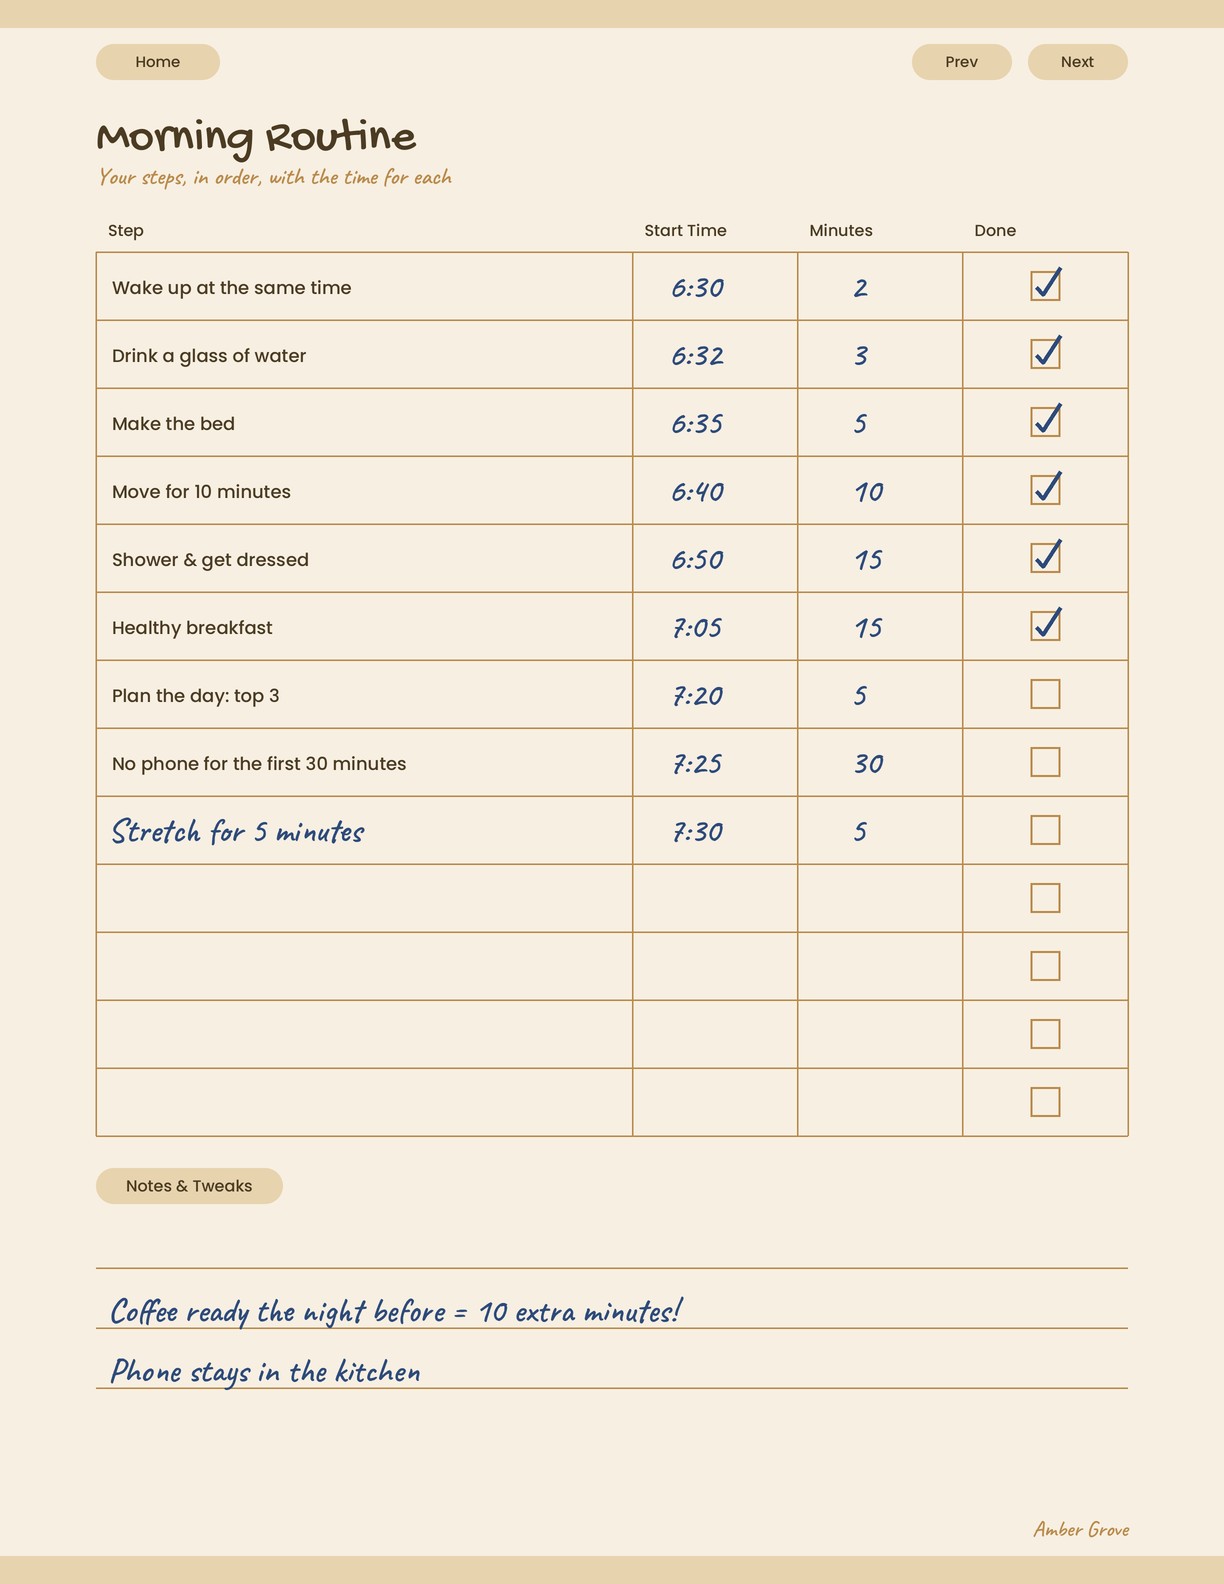 Home Prev Next
Morning Routine
Your steps, in order, with the time for each
Step Start Time Minutes Done
Wake up at the same time 6:30 2
Drink a glass of water 6:32 3
Make the bed 6:35 5
Move for 10 minutes 6:40 10
Shower & get dressed 6:50 15
Healthy breakfast 7:05 15
Plan the day: top 3 7:20 5
No phone for the first 30 minutes 7:25 30
Stretch for 5 minutes 7:30 5
Notes & Tweaks
Coffee ready the night before = 10 extra minutes!
Phone stays in the kitchen
Amber Grove